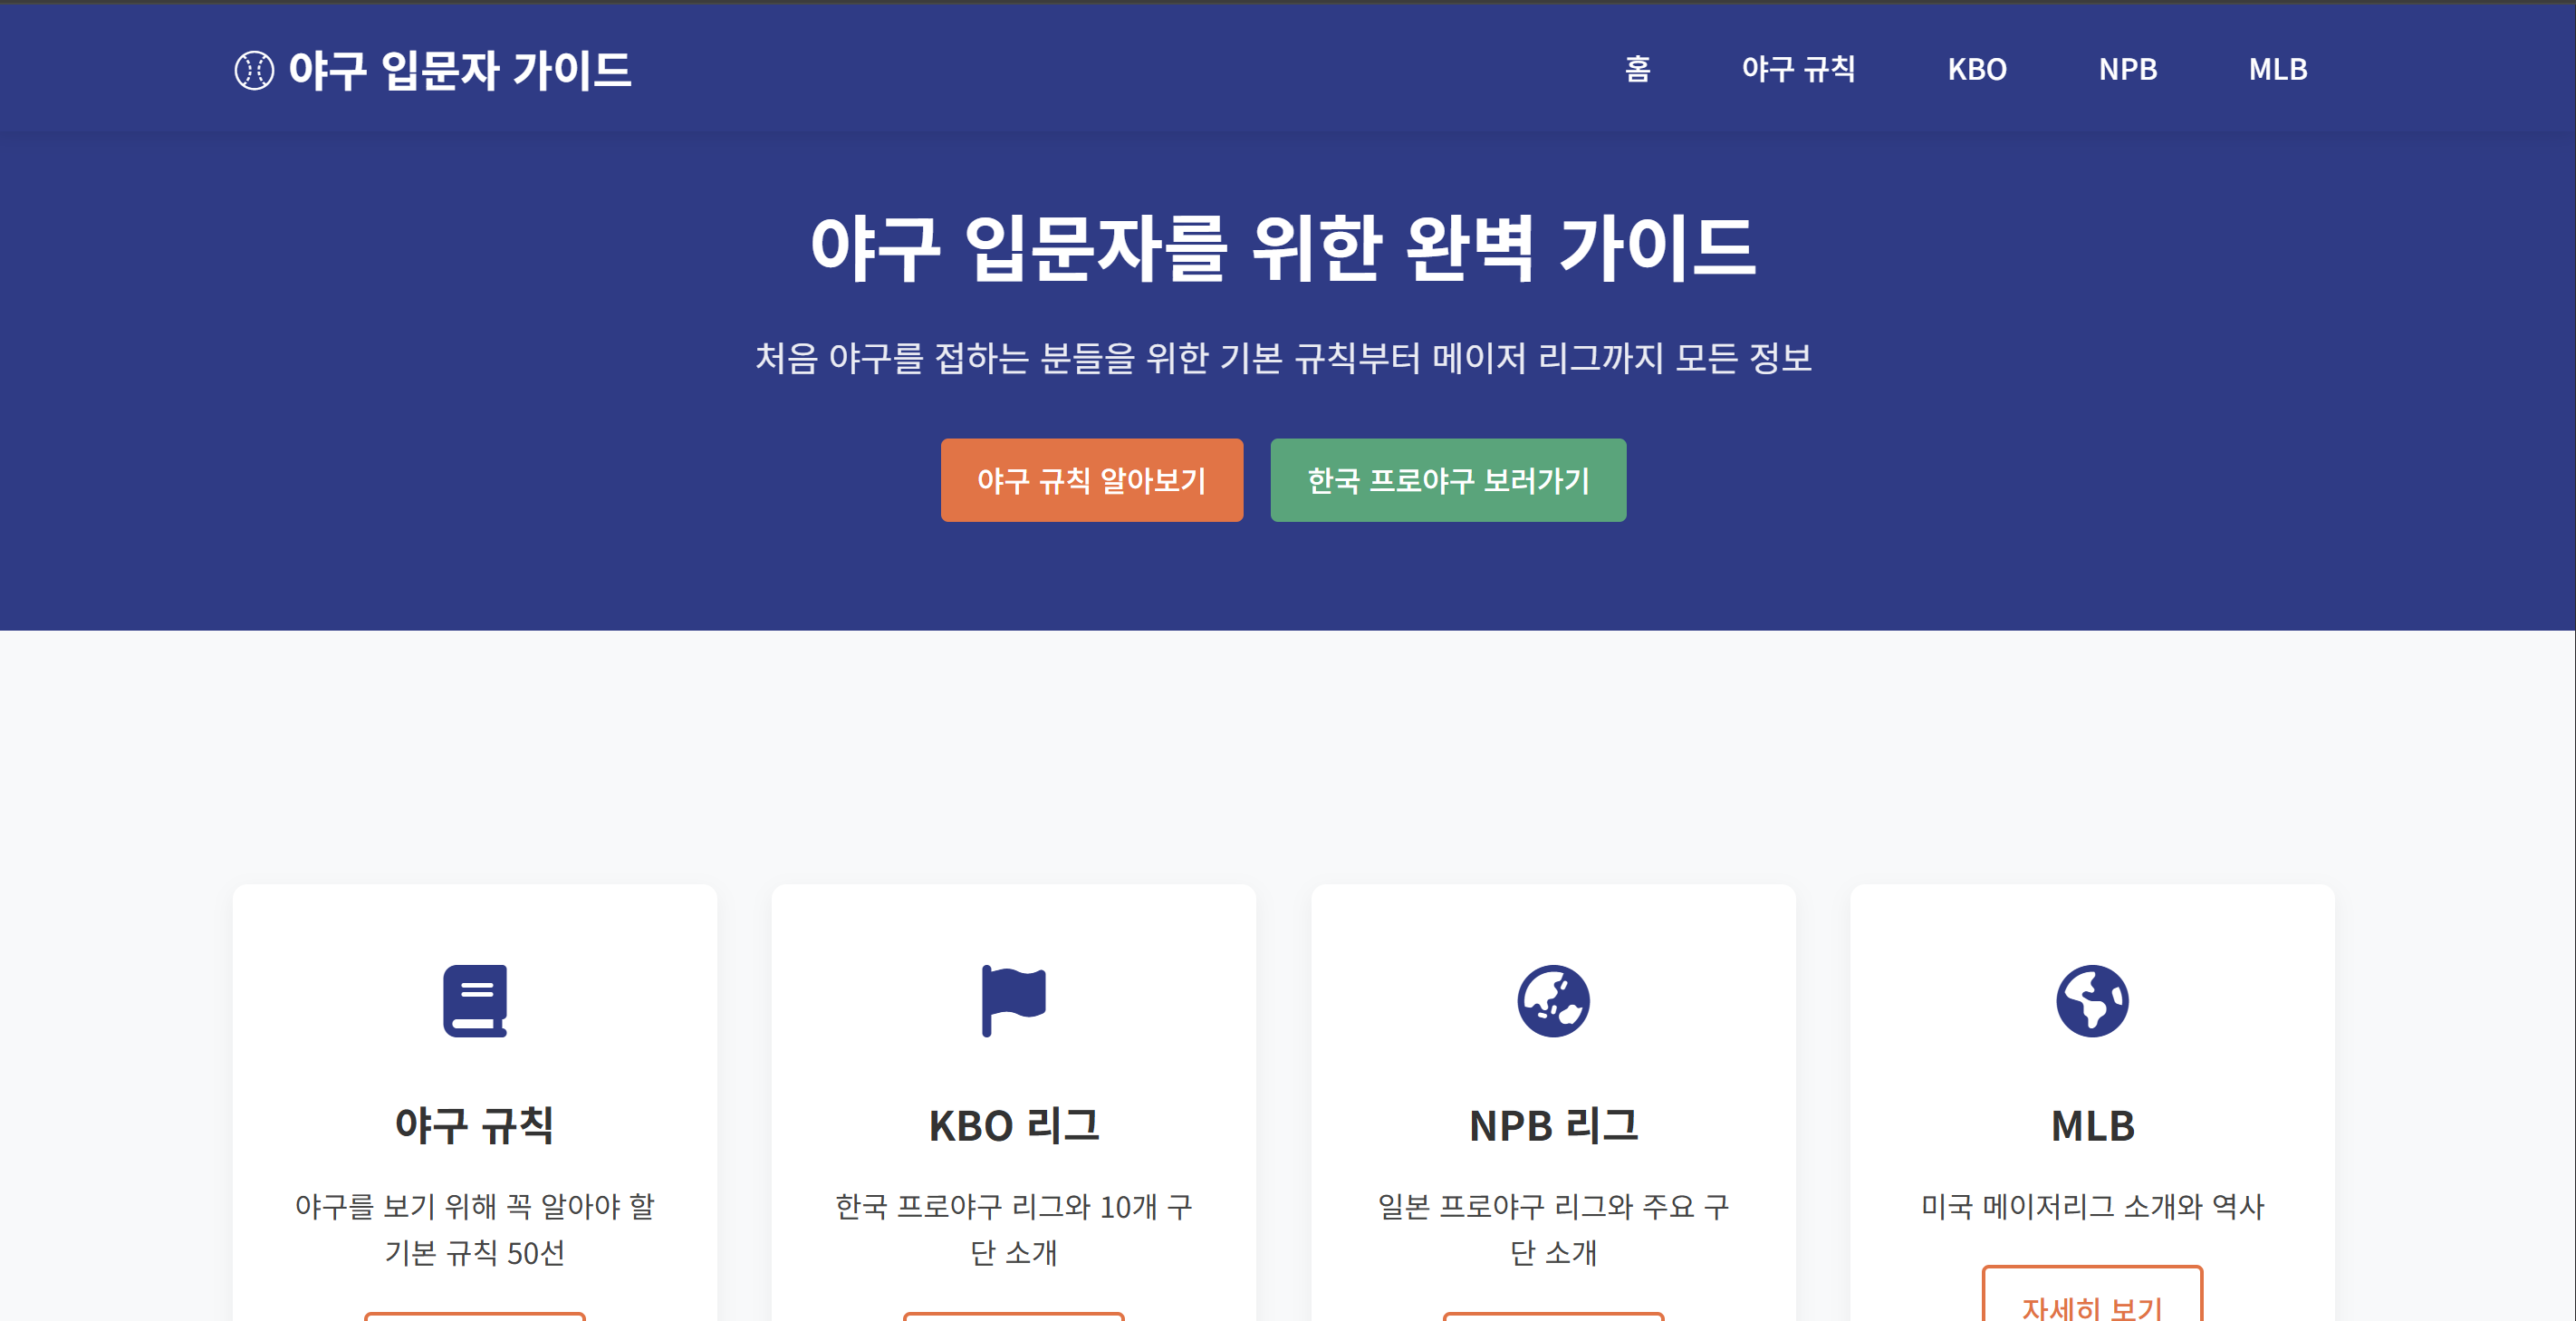 야구 입문자 가이드
홈
야구 규칙
KBO
NPB
MLB
야구 입문자를 위한 완벽 가이드
처음 야구를 접하는 분들을 위한 기본 규칙부터 메이저 리그까지 모든 정보
야구 규칙 알아보기
한국 프로야구 보러가기
야구 규칙
야구를 보기 위해 꼭 알아야 할
기본 규칙 50선
KBO 리그
한국 프로야구 리그와 10개 구
단 소개
NPB 리그
일본 프로야구 리그와 주요 구
단 소개
MLB
미국 메이저리그 소개와 역사
자세히 보기